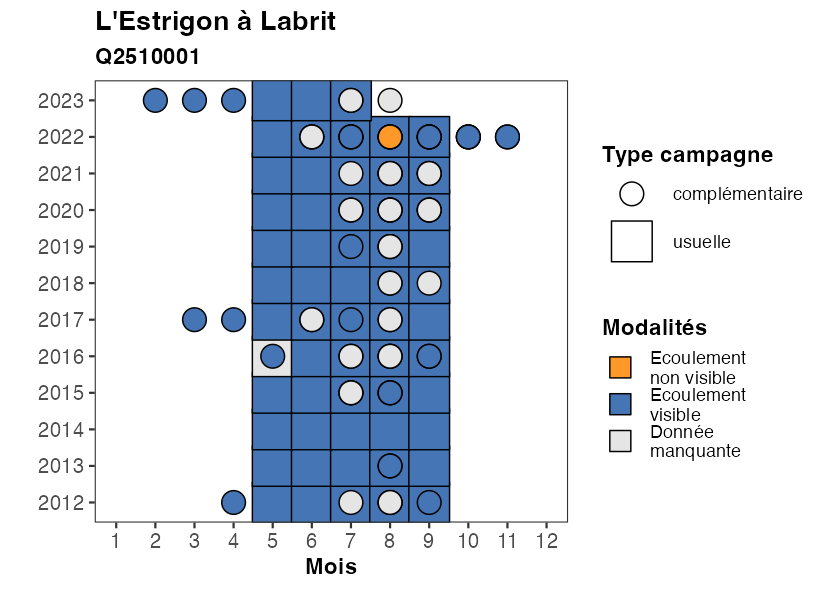 L'Estrigon à Labrit
Q2510001
2023
2022
2021
2020
2019
2018
2017
2016
2015
2014
2013
2012
1 2 3 4 5 6 7 8 9 10 11 12
Mois
Type campagne
complémentaire
usuelle
Modalités
Ecoulement
non visible
Ecoulement
visible
Donnée
manquante